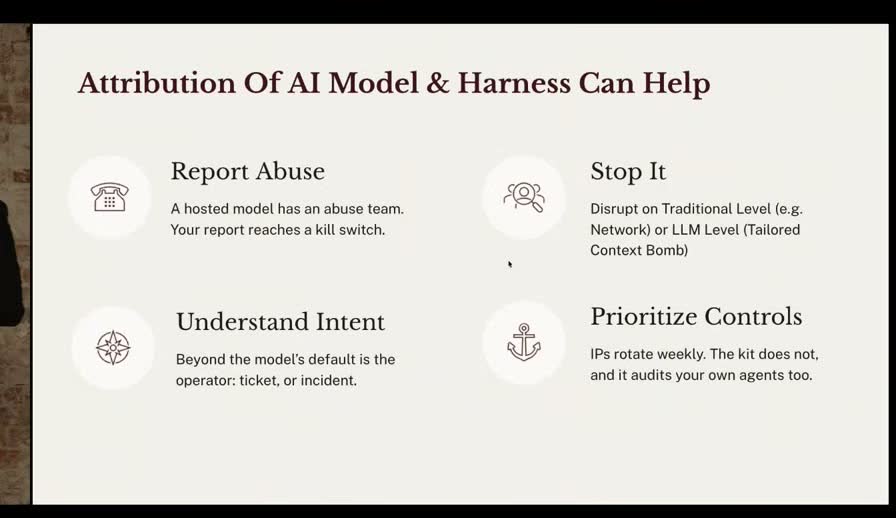 Attribution Of AI Model & Harness Can Help
Report Abuse
A hosted model has an abuse team.
Your report reaches a kill switch.
Stop It
Disrupt on Traditional Level (e.g.
Network) or LLM Level (Tailored
Context Bomb)
Understand Intent
Beyond the model's default is the
operator: ticket, or incident.
Prioritize Controls
IPs rotate weekly. The kit does not,
and it audits your own agents too.